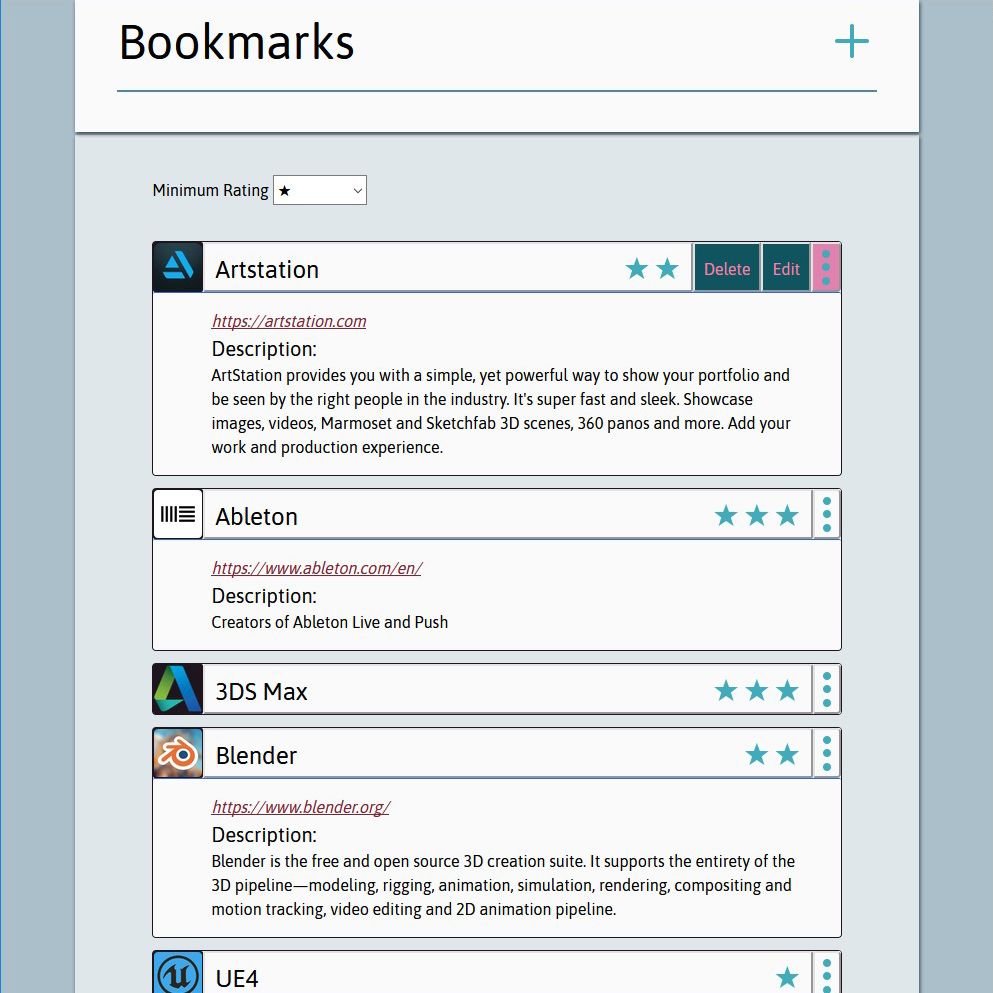 Bookmarks
Minimum Rating ★
Artstation ★ ★ Delete Edit
https://artstation.com
Description:
ArtStation provides you with a simple, yet powerful way to show your portfolio and
be seen by the right people in the industry. It's super fast and sleek. Showcase
images, videos, Marmoset and Sketchfab 3D scenes, 360 panos and more. Add your
work and production experience.
Ableton ★ ★ ★
https://www.ableton.com/en/
Description:
Creators of Ableton Live and Push
3DS Max ★ ★ ★
Blender ★ ★
https://www.blender.org/
Description:
Blender is the free and open source 3D creation suite. It supports the entirety of the
3D pipeline—modeling, rigging, animation, simulation, rendering, compositing and
motion tracking, video editing and 2D animation pipeline.
UE4 ★